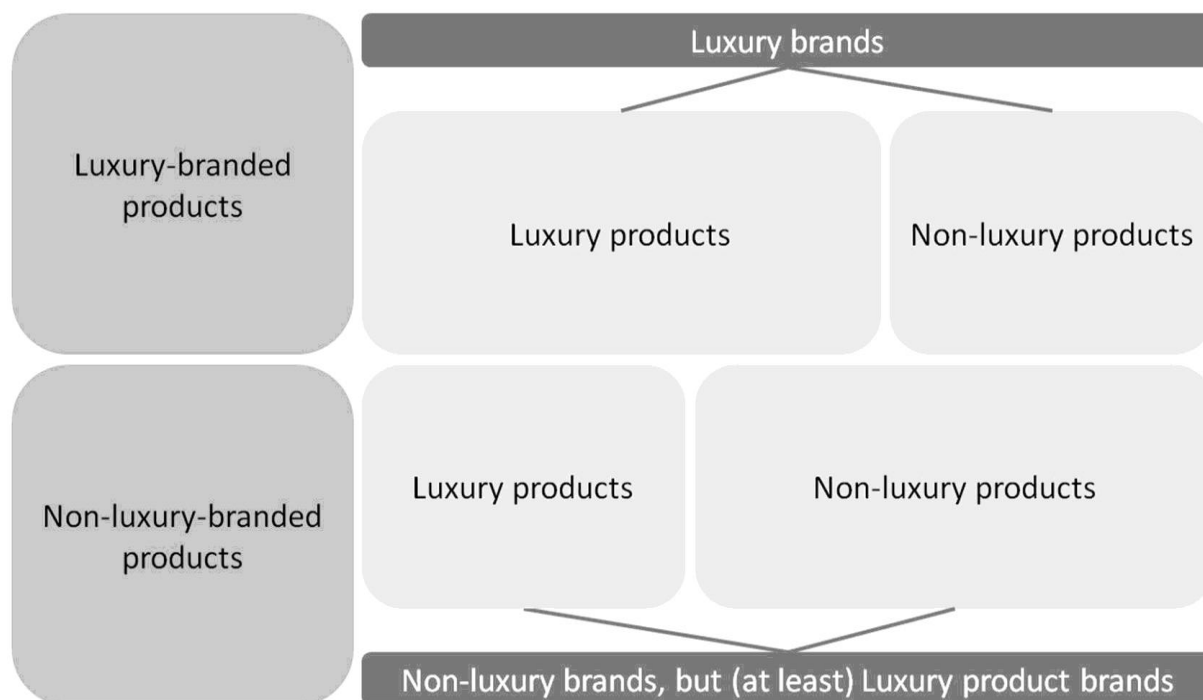 Luxury brands
Luxury-branded
products
Luxury products
Non-luxury products
Non-luxury-branded
products
Luxury products
Non-luxury products
Non-luxury brands, but (at least) Luxury product brands